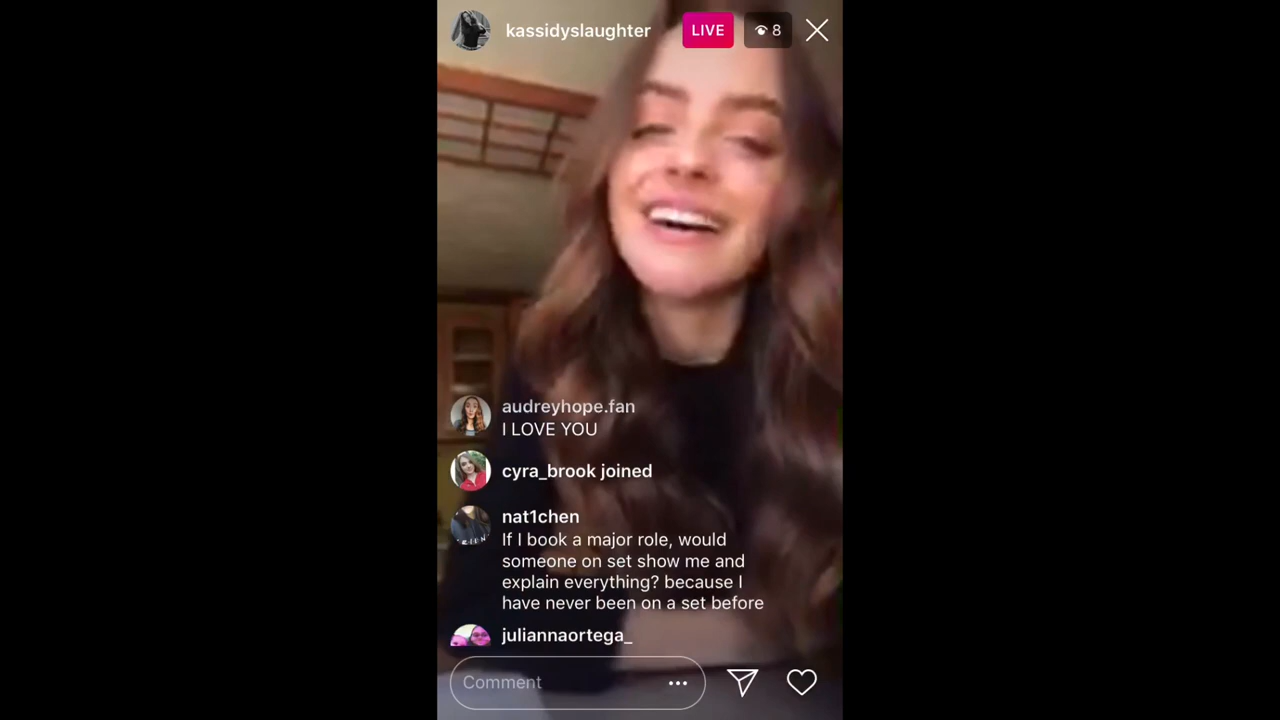 kassidyslaughter
LIVE
8
audreyhope.fan
I LOVE YOU
cyra_brook joined
nat1chen
If I book a major role, would
someone on set show me and
explain everything? because I
have never been on a set before
juliannaortega_
Comment